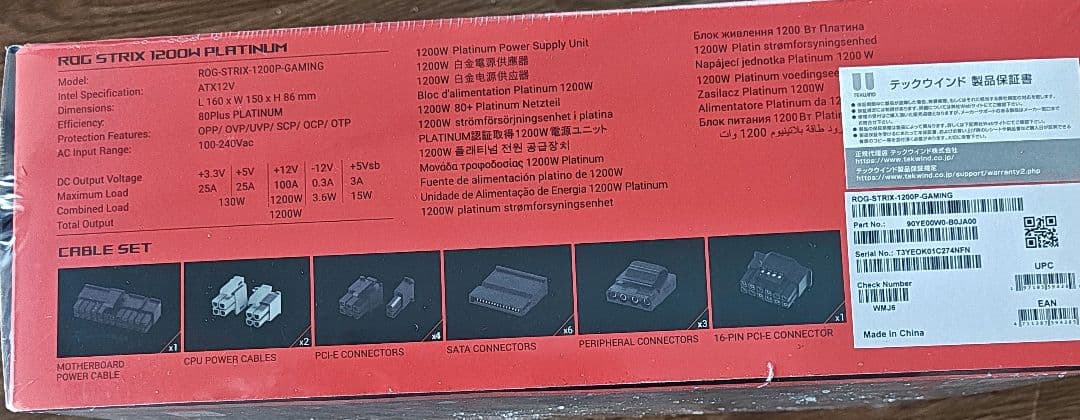 ROG STRIX 1200W PLATINUM
Model: ROG-STRIX-1200P-GAMING
Intel Specification: ATX12V
Dimensions: L 160 x W 150 x H 86 mm
Efficiency: 80Plus PLATINUM
Protection Features: OPP/ OVP/UVP/ SCP/ OCP/ OTP
AC Input Range: 100-240Vac
DC Output Voltage +3.3V +5V +12V -12V +5Vsb
Maximum Load 25A 25A 100A 0.3A 3A
Combined Load 130W 1200W 3.6W 15W
Total Output 1200W
1200W Platinum Power Supply Unit
1200W 白金電源供應器
1200W 白金电源供应器
Bloc d'alimentation Platinum 1200W
1200W 80+ Platinum Netzteil
1200W strömförsörjningsenhet i platina
PLATINUM認証取得1200W電源ユニット
1200W 플래티넘 전원 공급장치
Μονάδα τροφοδοσίας 1200W Platinum
Fuente de alimentación platino de 1200W
Unidade de Alimentação de Energia 1200W Platinum
1200W platinum strømforsyningsenhet
Блок живлення 1200 Вт Платина
1200W Platin strømforsyningsenhed
Napájecí jednotka Platinum 1200 W
1200W Platinum voedingsee
Zasilacz Platinum 1200W
Alimentatore Platinum da 12
Блок питания 1200 Вт Platin
ود طاقة بلاتينيوم 1200 وات
CABLE SET
x1
x2
x4
x6
x3
x1
MOTHERBOARD
POWER CABLE
CPU POWER CABLES
PCI-E CONNECTORS
SATA CONNECTORS
PERIPHERAL CONNECTORS
16-PIN PCI-E CONNECTOR
TEKWIND
テックウインド 製品保証書
正規代理店 テックウインド株式会社
https://www.tekwind.co.jp/
テックウインド製品保証規定
https://www.tekwind.co.jp/support/warranty2.php
ROG-STRIX-1200P-GAMING
Part No.: 90YE00W0-B0JA00
Serial No.: T3YEOK01C274NFN
Check Number
WMJ6
Made in China
UPC
EAN